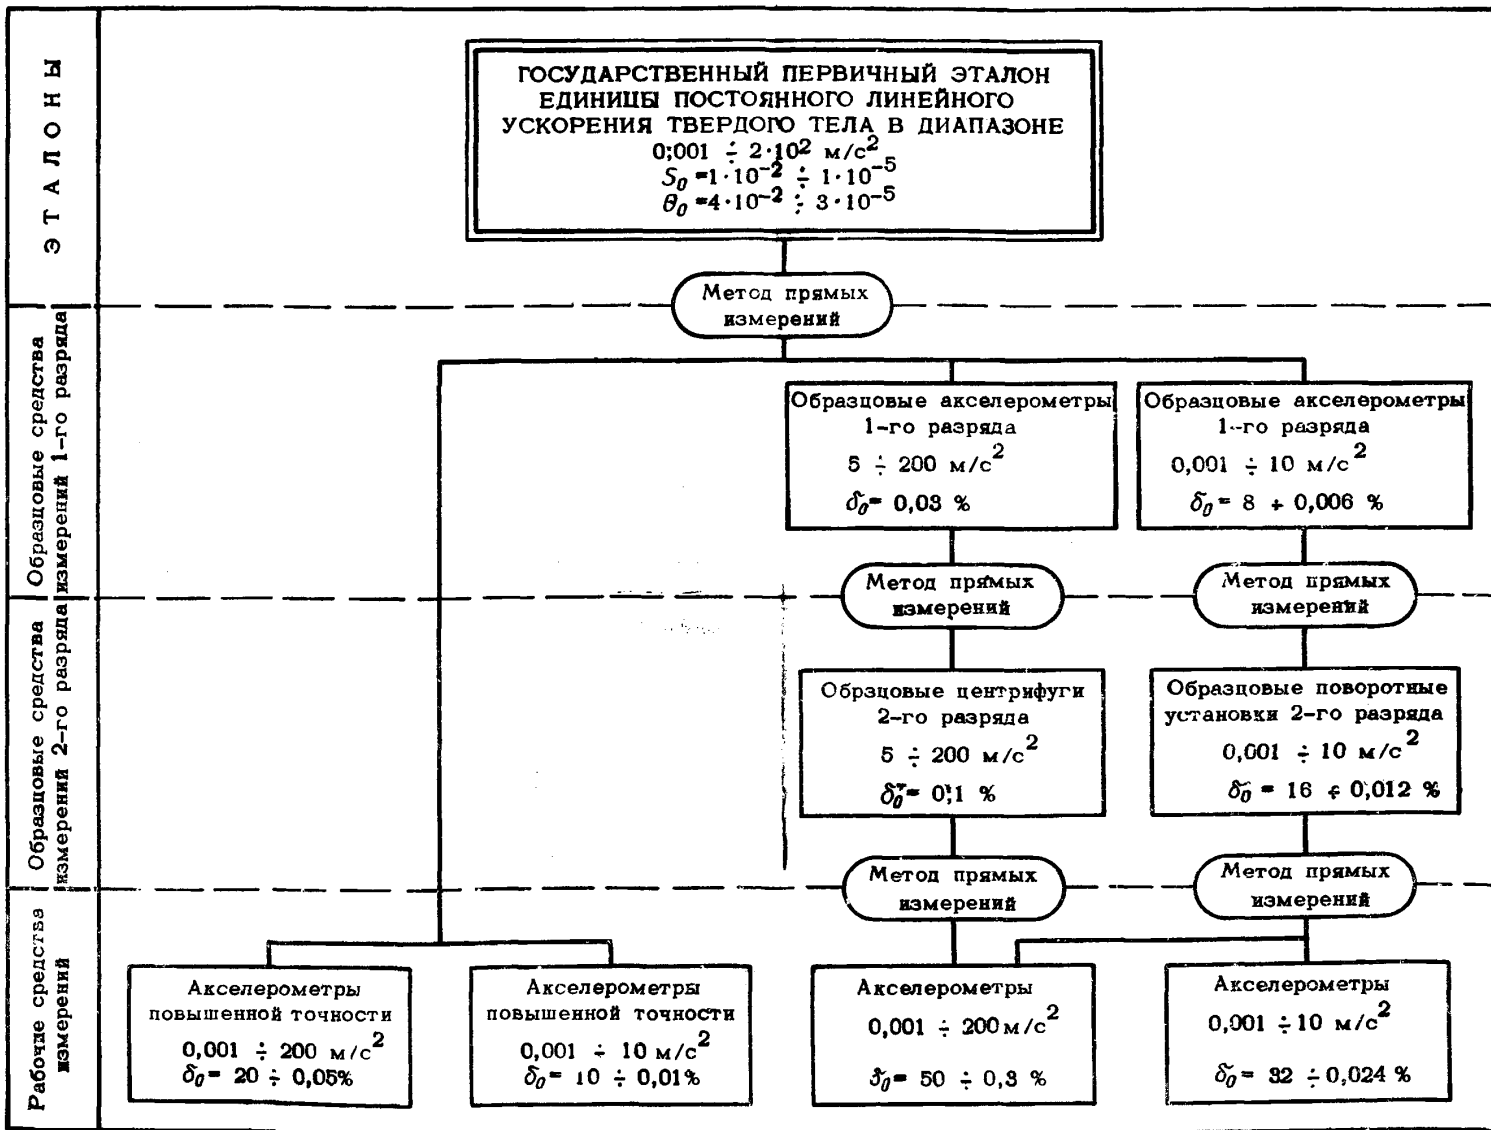 ЭТАЛОНЫ
ГОСУДАРСТВЕННЫЙ ПЕРВИЧНЫЙ ЭТАЛОН
ЕДИНИЦЫ ПОСТОЯННОГО ЛИНЕЙНОГО
УСКОРЕНИЯ ТВЕРДОГО ТЕЛА В ДИАПАЗОНЕ
0,001 ÷ 2·10² м/с²
S₀ = 1·10⁻² ÷ 1·10⁻⁵
θ₀ = 4·10⁻² ÷ 3·10⁻⁵
Метод прямых
измерений
Образцовые средства
измерений 1-го разряда
Образцовые акселерометры
1-го разряда
5 ÷ 200 м/с²
δ₀ = 0,03 %
Образцовые акселерометры
1-го разряда
0,001 ÷ 10 м/с²
δ₀ = 8 ÷ 0,006 %
Метод прямых
измерений
Метод прямых
измерений
Образцовые средства
измерений 2-го разряда
Обрзцовые центрифуги
2-го разряда
5 ÷ 200 м/с²
δ₀ = 0,1 %
Образцовые поворотные
установки 2-го разряда
0,001 ÷ 10 м/с²
δ₀ = 16 ÷ 0,012 %
Метод прямых
измерений
Метод прямых
измерений
Рабочие средства
измерений
Акселерометры
повышенной точности
0,001 ÷ 200 м/с²
δ₀ = 20 ÷ 0,05%
Акселерометры
повышенной точности
0,001 ÷ 10 м/с²
δ₀ = 10 ÷ 0,01%
Акселерометры
0,001 ÷ 200 м/с²
δ₀ = 50 ÷ 0,3 %
Акселерометры
0,001 ÷ 10 м/с²
δ₀ = 32 ÷ 0,024 %